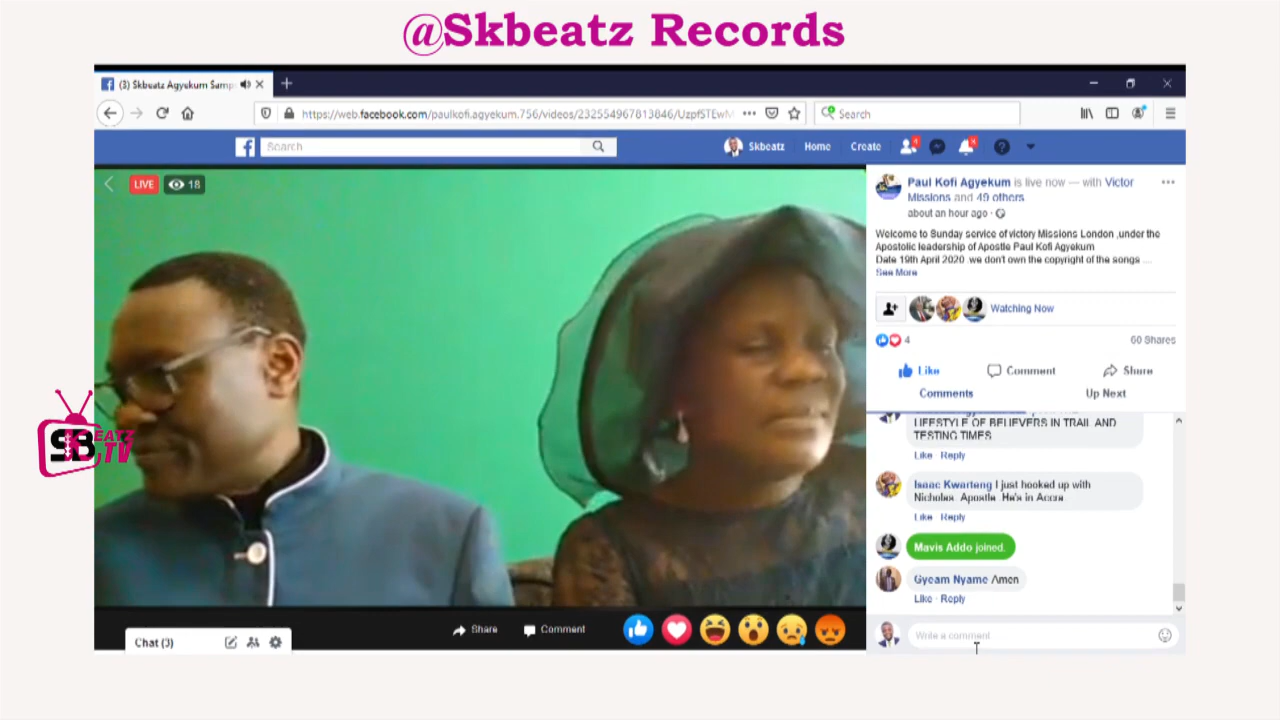 @Skbeatz Records
(3) Skbeatz Agyekum Samp
https://web.facebook.com/paulkofi.agyekum.756/videos/232554967813846/UzpfSTEwM
Search
Search
Skbeatz
Home
Create
LIVE
18
Paul Kofi Agyekum is live now — with Victor
Missions and 49 others.
about an hour ago ·
Welcome to Sunday service of victory Missions London ,under the
Apostolic leadership of Apostle Paul Kofi Agyekum
Date 19th April 2020 we don't own the copyright of the songs ...
See More
Watching Now
4
60 Shares
Like
Comment
Share
Comments
Up Next
LIFESTYLE OF BELIEVERS IN TRAIL AND
TESTING TIMES
Like · Reply
Isaac Kwarteng I just hooked up with
Nicholas Apostle. He's in Accra
Like · Reply
Mavis Addo joined.
Gyeam Nyame Amen
Like · Reply
Write a comment
Share
Comment
Chat (3)
SBEATZ
TV